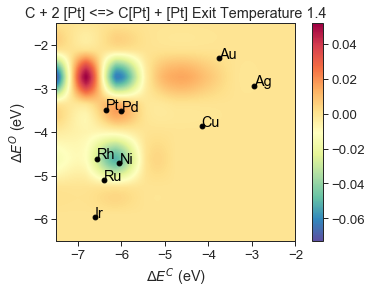 C + 2 [Pt] <=> C[Pt] + [Pt] Exit Temperature 1.4
−2
−3
−4
−5
−6
ΔE^O (eV)
Au
Ag
Pt
Pd
Cu
Rh
Ni
Ru
Ir
−7
−6
−5
−4
−3
−2
ΔE^C (eV)
0.04
0.02
0.00
−0.02
−0.04
−0.06